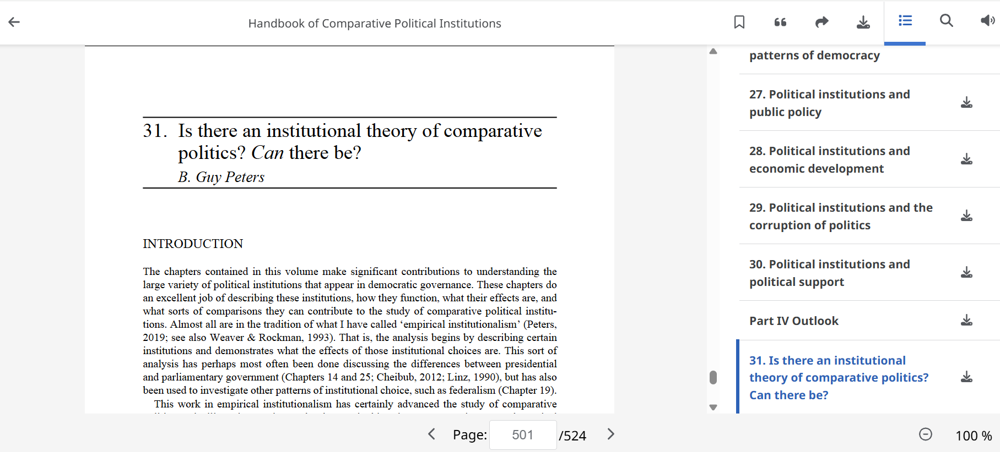 Handbook of Comparative Political Institutions
31. Is there an institutional theory of comparative
politics? Can there be?
B. Guy Peters
INTRODUCTION
The chapters contained in this volume make significant contributions to understanding the
large variety of political institutions that appear in democratic governance. These chapters do
an excellent job of describing these institutions, how they function, what their effects are, and
what sorts of comparisons they can contribute to the study of comparative political institu-
tions. Almost all are in the tradition of what I have called ‘empirical institutionalism’ (Peters,
2019; see also Weaver & Rockman, 1993). That is, the analysis begins by describing certain
institutions and demonstrates what the effects of those institutional choices are. This sort of
analysis has perhaps most often been done discussing the differences between presidential
and parliamentary government (Chapters 14 and 25; Cheibub, 2012; Linz, 1990), but has also
been used to investigate other patterns of institutional choice, such as federalism (Chapter 19).
This work in empirical institutionalism has certainly advanced the study of comparative
patterns of democracy
27. Political institutions and
public policy
28. Political institutions and
economic development
29. Political institutions and the
corruption of politics
30. Political institutions and
political support
Part IV Outlook
31. Is there an institutional
theory of comparative politics?
Can there be?
Page: 501 /524
100 %